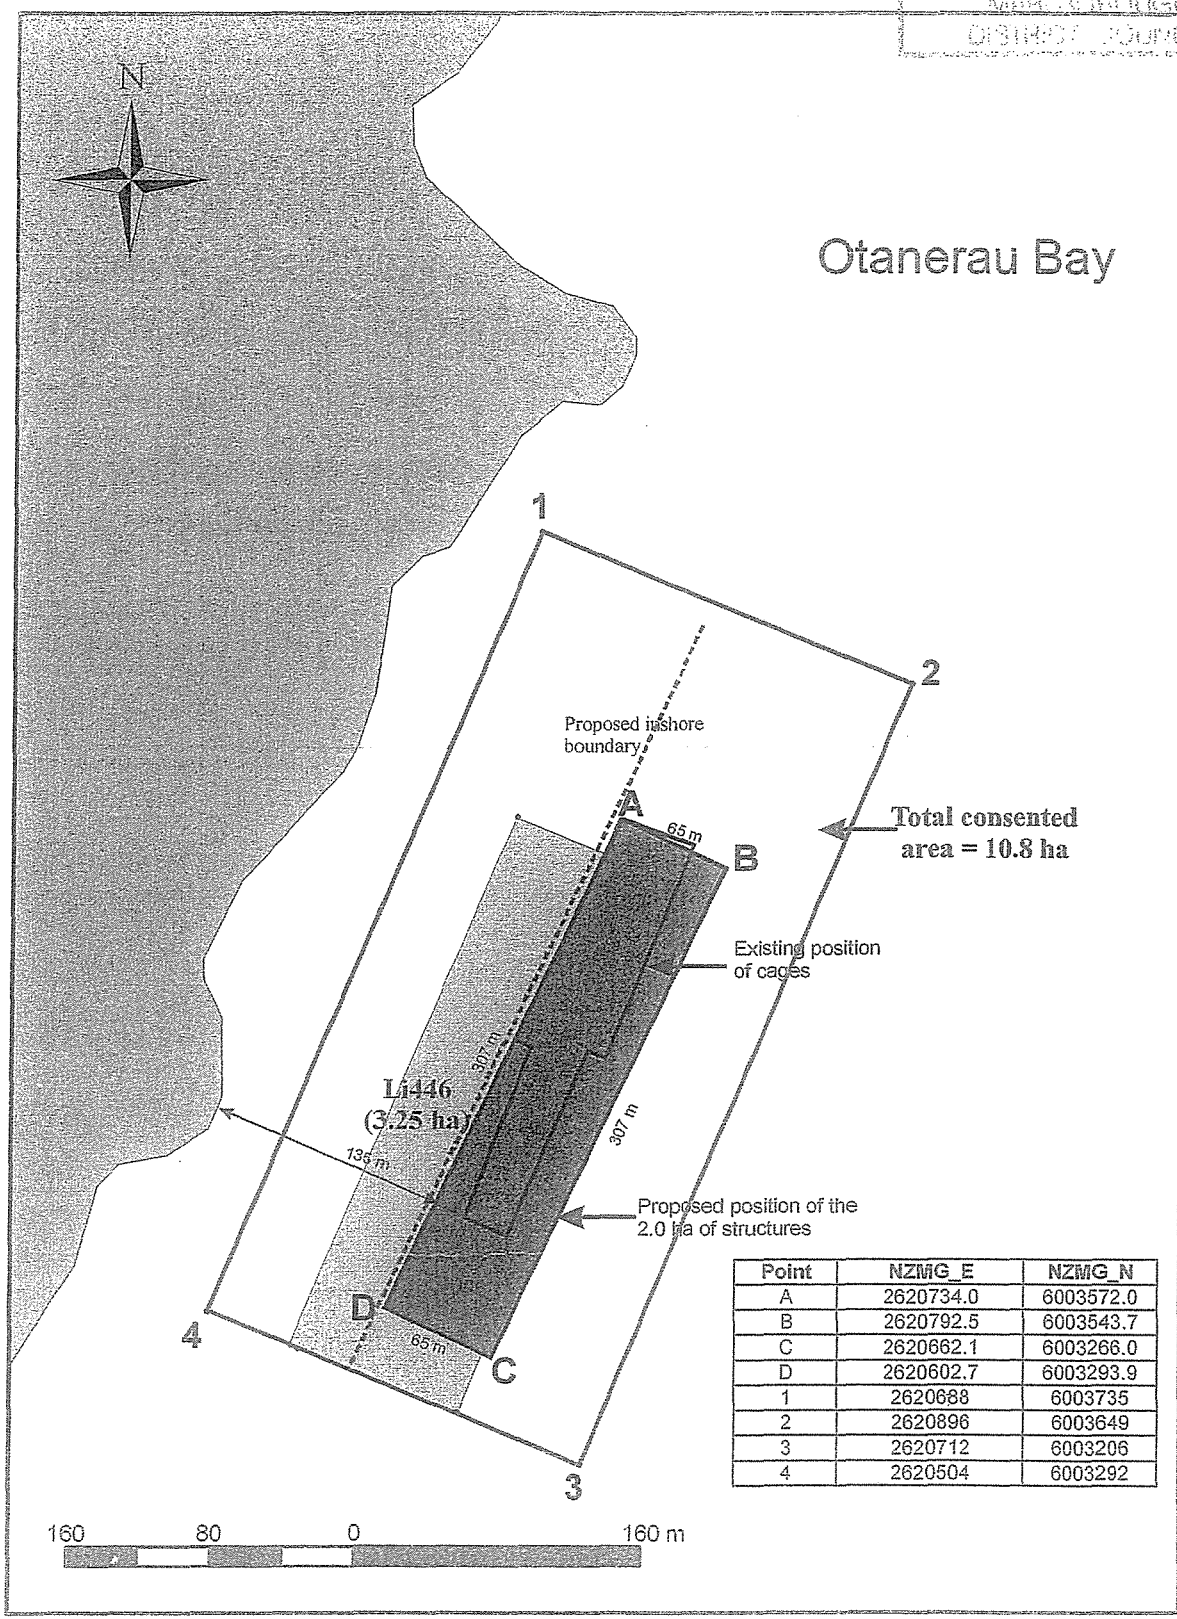 N
Otanerau Bay
1
2
Proposed inshore
boundary
A
65 m
B
Total consented
area = 10.8 ha
Existing position
of cages
307 m
Li446
(3.25 ha)
307 m
135 m
Proposed position of the
2.0 ha of structures
D
4
65 m
C
3
Point NZMG_E NZMG_N
A 2620734.0 6003572.0
B 2620792.5 6003543.7
C 2620662.1 6003266.0
D 2620602.7 6003293.9
1 2620688 6003735
2 2620896 6003649
3 2620712 6003206
4 2620504 6003292
160 80 0 160 m